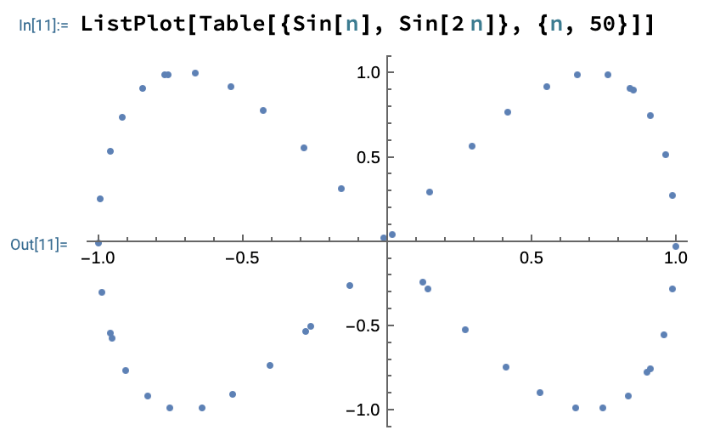 In[11]:= ListPlot[Table[{Sin[n], Sin[2 n]}, {n, 50}]]
1.0
0.5
Out[11]=
-1.0 -0.5 0.5 1.0
-0.5
-1.0